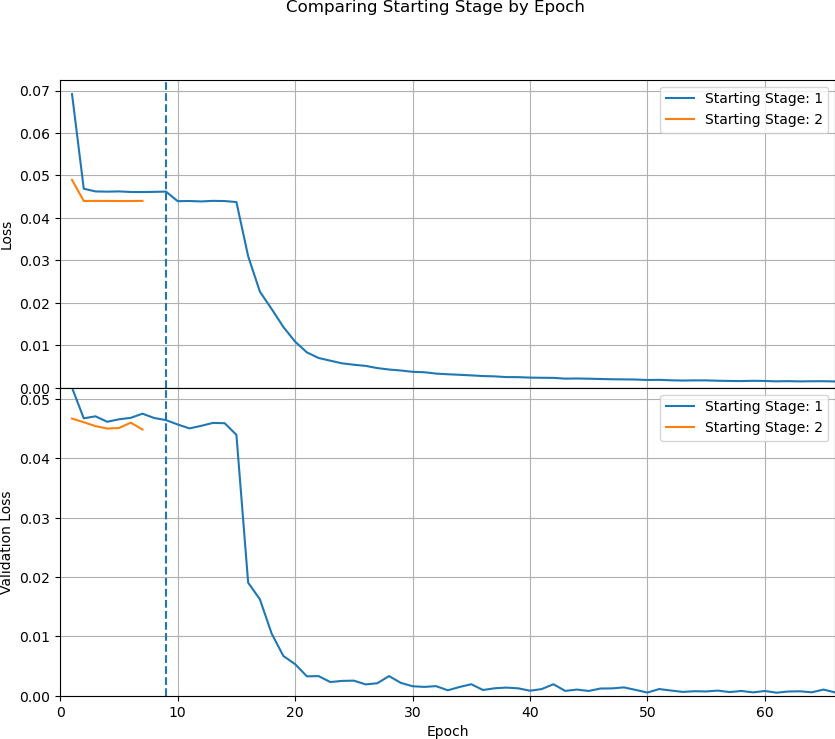 Comparing Starting Stage by Epoch
0.07
0.06
0.05
0.04
0.03
0.02
0.01
0.00
Loss
Starting Stage: 1
Starting Stage: 2
0.05
0.04
0.03
0.02
0.01
0.00
Validation Loss
Starting Stage: 1
Starting Stage: 2
0 10 20 30 40 50 60
Epoch